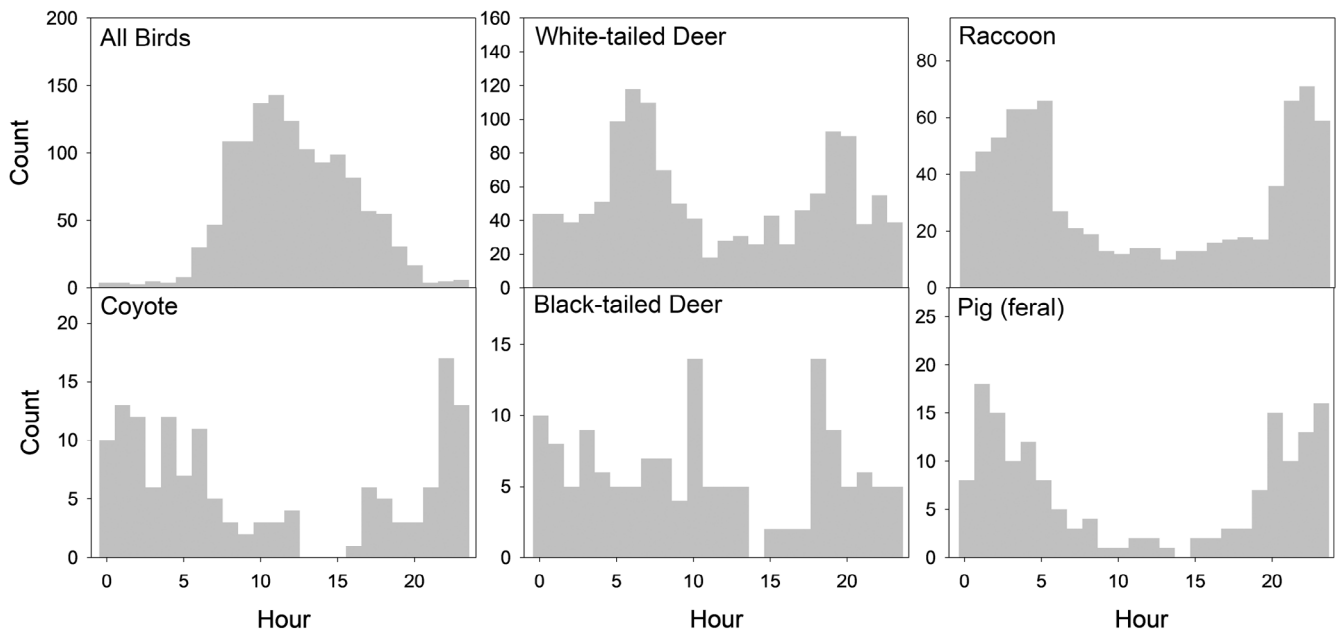 200
150
100
50
0
Count
All Birds
160
140
120
100
80
60
40
20
0
White-tailed Deer
80
60
40
20
0
Raccoon
20
15
10
5
0
Count
Coyote
0 5 10 15 20
Hour
15
10
5
0
Black-tailed Deer
0 5 10 15 20
Hour
25
20
15
10
5
0
Pig (feral)
0 5 10 15 20
Hour